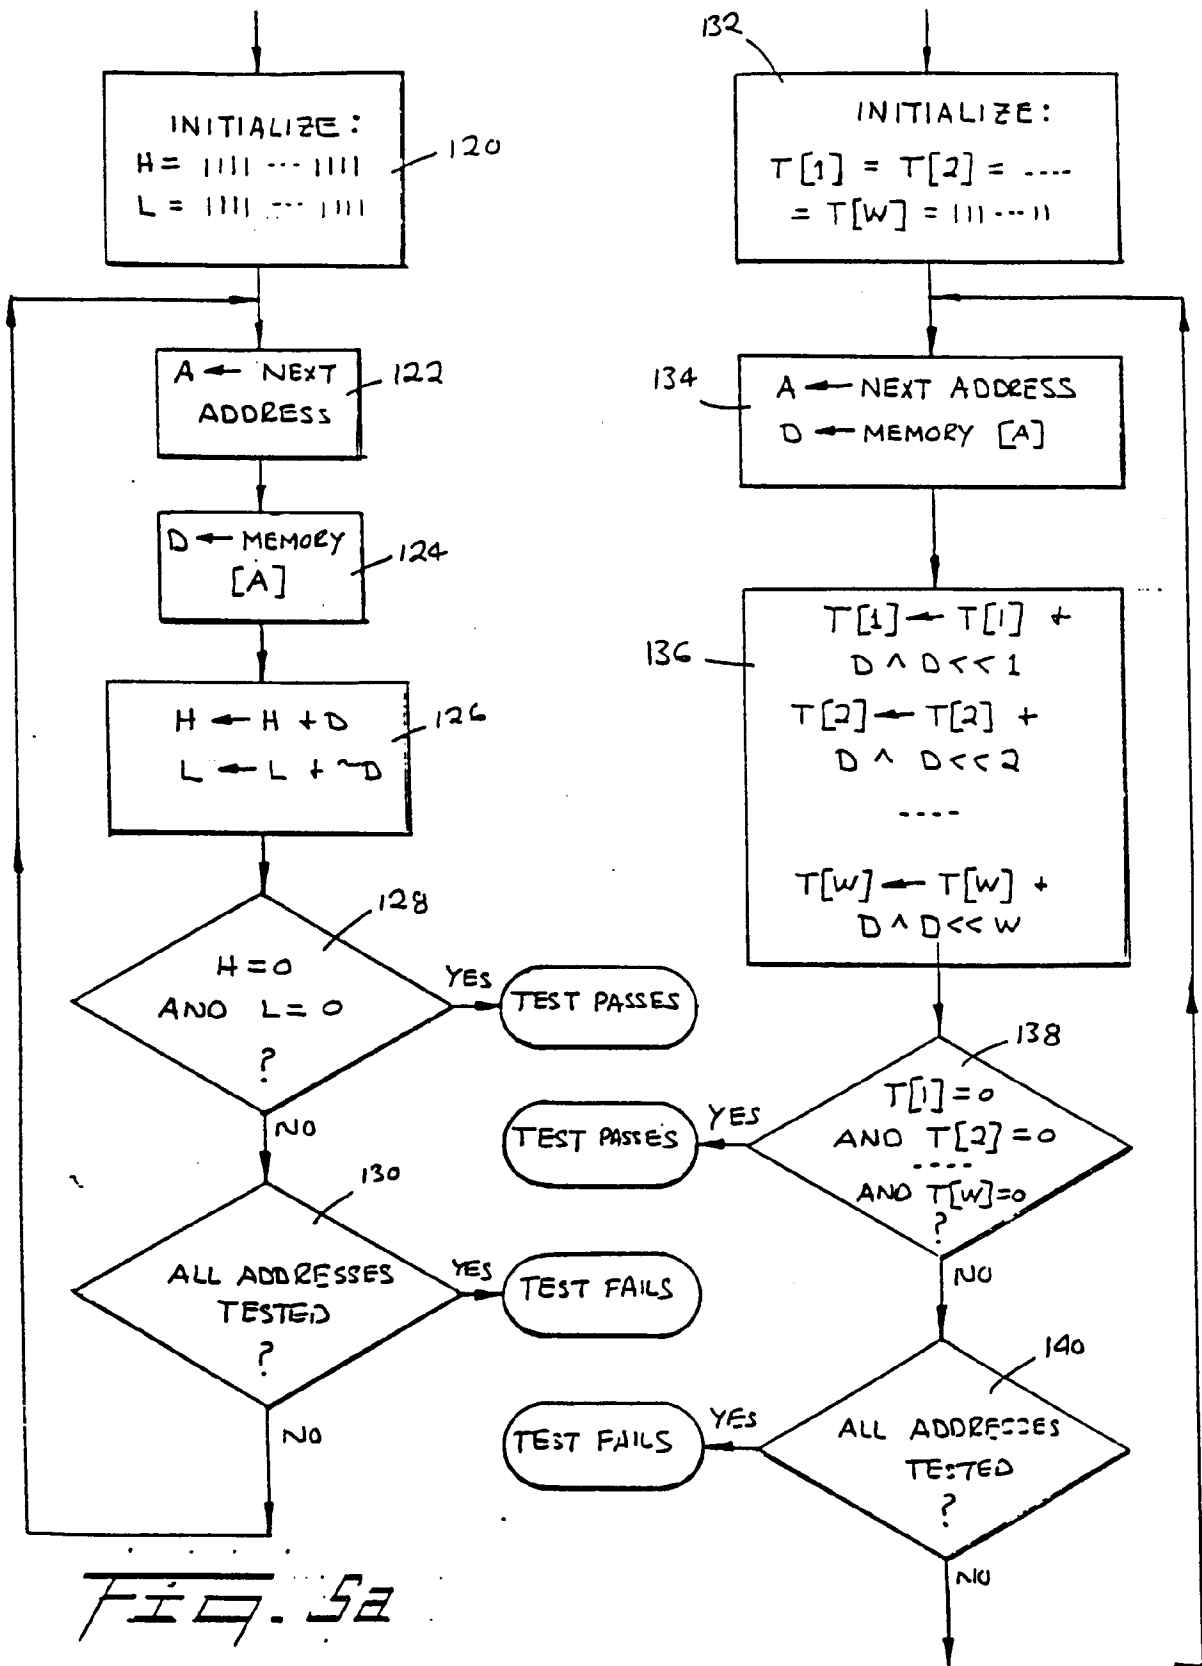 INITIALIZE:
H = 1111 --- 1111
L = 1111 --- 1111
120
A ← NEXT
ADDRESS
122
D ← MEMORY
[A]
124
H ← H + D
L ← L + ~D
126
128
H = 0
AND L = 0
?
YES
TEST PASSES
NO
130
ALL ADDRESSES
TESTED
?
YES
TEST FAILS
NO
Fig. 5a
132
INITIALIZE:
T[1] = T[2] = ----
= T[W] = 111---11
134
A ← NEXT ADDRESS
D ← MEMORY [A]
136
T[1] ← T[1] +
D ∧ D<<1
T[2] ← T[2] +
D ∧ D<<2
----
T[W] ← T[W] +
D ∧ D<<W
138
T[1]=0
AND T[2]=0
----
AND T[W]=0
?
YES
TEST PASSES
NO
140
ALL ADDRESSES
TESTED
?
YES
TEST FAILS
NO